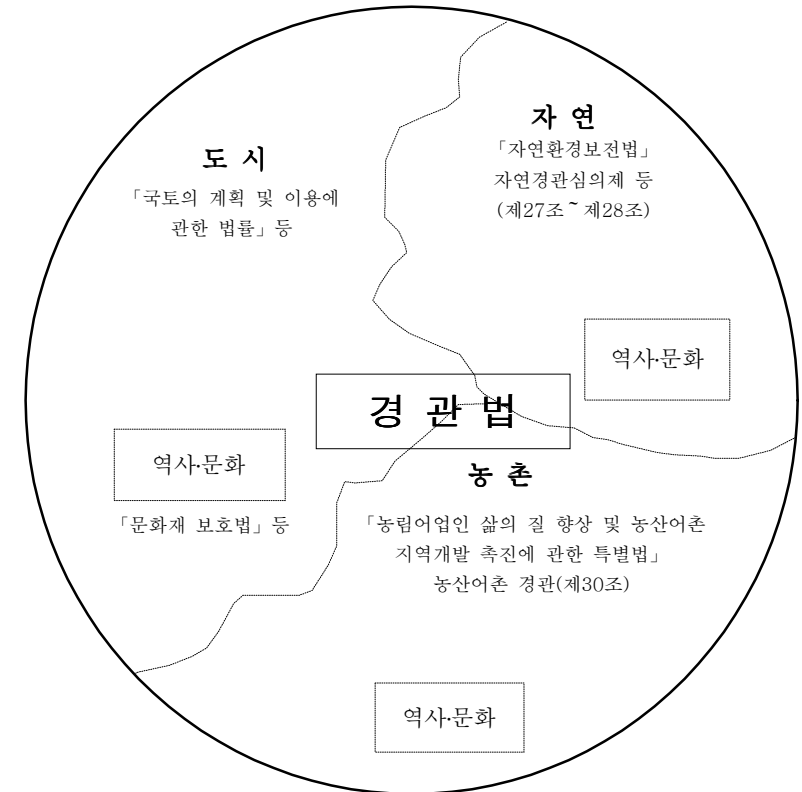 도 시
「국토의 계획 및 이용에
관한 법률」등
자 연
「자연환경보전법」
자연경관심의제 등
(제27조 ~ 제28조)
역사·문화
경 관 법
역사·문화
「문화재 보호법」등
농 촌
「농림어업인 삶의 질 향상 및 농산어촌
지역개발 촉진에 관한 특별법」
농산어촌 경관(제30조)
역사·문화